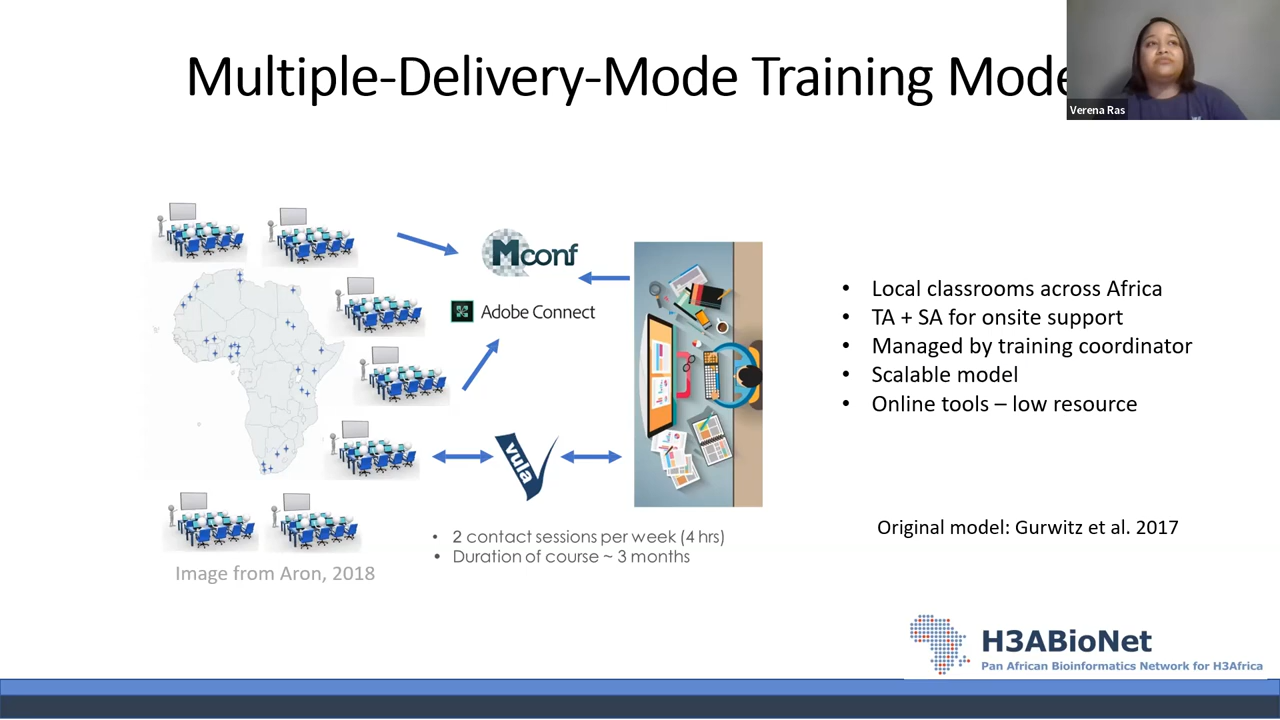 Multiple-Delivery-Mode Training Mode
Verena Ras
Mconf
Adobe Connect
vula
• 2 contact sessions per week (4 hrs)
• Duration of course ~ 3 months
Image from Aron, 2018
• Local classrooms across Africa
• TA + SA for onsite support
• Managed by training coordinator
• Scalable model
• Online tools – low resource
Original model: Gurwitz et al. 2017
H3ABioNet
Pan African Bioinformatics Network for H3Africa